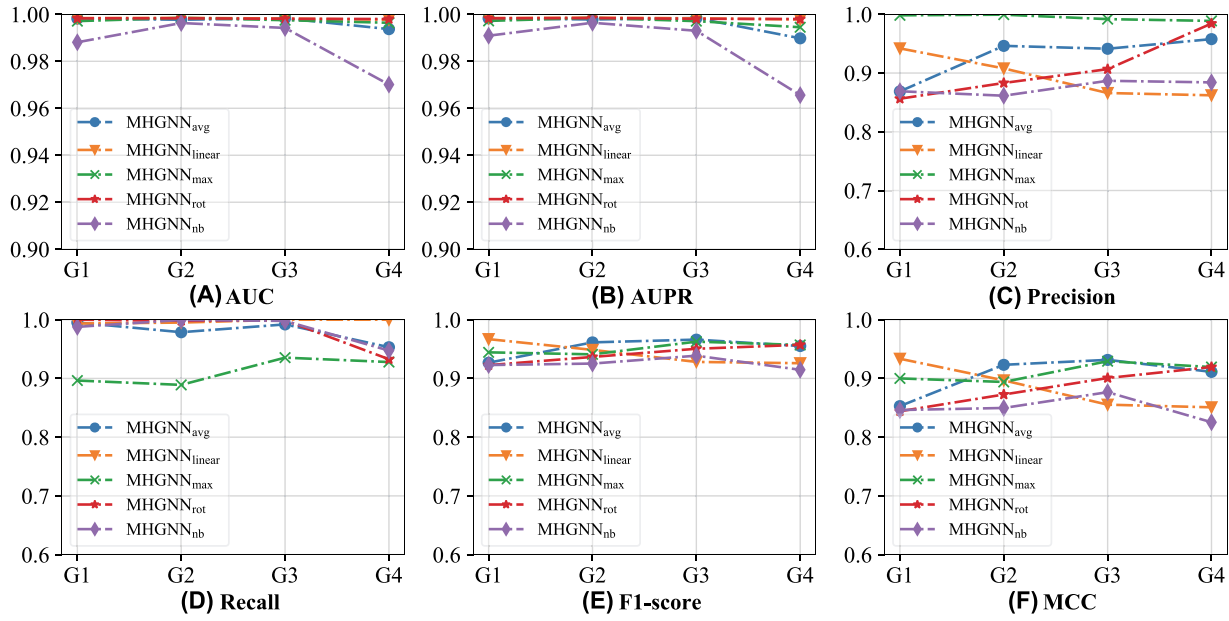 1.00
0.98
0.96
0.94
0.92
0.90
MHGNNavg
MHGNNlinear
MHGNNmax
MHGNNrot
MHGNNnb
G1 G2 G3 G4
(A) AUC
1.00
0.98
0.96
0.94
0.92
0.90
MHGNNavg
MHGNNlinear
MHGNNmax
MHGNNrot
MHGNNnb
G1 G2 G3 G4
(B) AUPR
1.0
0.9
0.8
0.7
0.6
MHGNNavg
MHGNNlinear
MHGNNmax
MHGNNrot
MHGNNnb
G1 G2 G3 G4
(C) Precision
1.0
0.9
0.8
0.7
0.6
MHGNNavg
MHGNNlinear
MHGNNmax
MHGNNrot
MHGNNnb
G1 G2 G3 G4
(D) Recall
1.0
0.9
0.8
0.7
0.6
MHGNNavg
MHGNNlinear
MHGNNmax
MHGNNrot
MHGNNnb
G1 G2 G3 G4
(E) F1-score
1.0
0.9
0.8
0.7
0.6
MHGNNavg
MHGNNlinear
MHGNNmax
MHGNNrot
MHGNNnb
G1 G2 G3 G4
(F) MCC